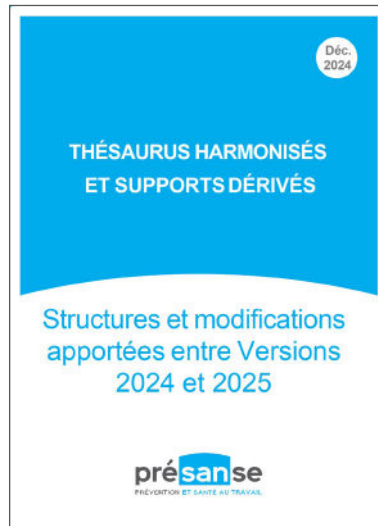 Déc.
2024
THÉSAURUS HARMONISÉS
ET SUPPORTS DÉRIVÉS
Structures et modifications
apportées entre Versions
2024 et 2025
présanse
PRÉVENTION ET SANTÉ AU TRAVAIL